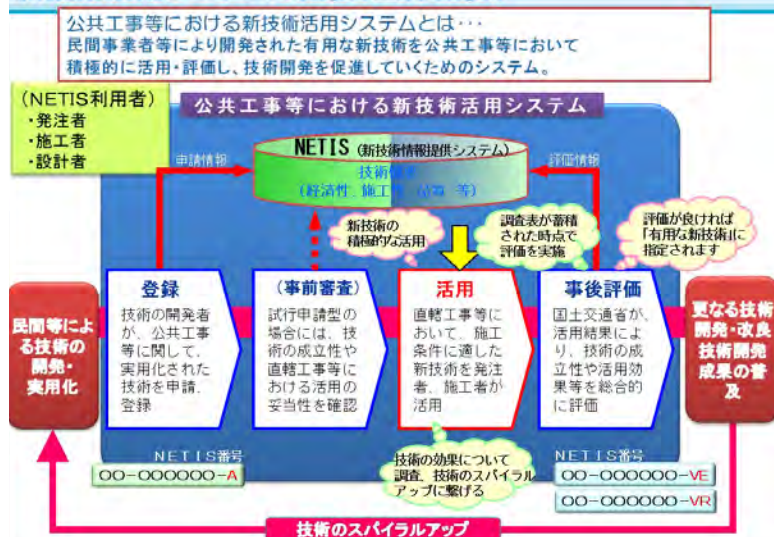 公共工事等における新技術活用システムとは･･･
民間事業者等により開発された有用な新技術を公共工事等において
積極的に活用・評価し、技術開発を促進していくためのシステム。
(NETIS利用者)
・発注者
・施工者
・設計者
公共工事等における新技術活用システム
NETIS (新技術情報提供システム)
申請情報
評価情報
(経済性、施工
等)
新技術の
積極的な活用
調査表が蓄積
された時点で
評価を実施
評価が良ければ
「有用な新技術」に
指定されます
民間等によ
る技術の
開発・
実用化
登録
技術の開発者
が、公共工事
等に関して、
実用化された
技術を申請、
登録
(事前審査)
試行申請型の
場合には、技
術の成立性や
直轄工事等に
おける活用の
妥当性を確認
活用
直轄工事等に
おいて、施工
条件に適した
新技術を発注
者、施工者が
活用
事後評価
国土交通省が、
活用結果によ
り、技術の成
立性や活用効
果等を総合的
に評価
更なる技術
開発・改良
技術開発
成果の普
及
NETIS番号
OO-OOOOOO-A
技術の効果について
調査、技術のスパイラル
アップに繋げる
NETIS番号
OO-OOOOOO-VE
OO-OOOOOO-VR
技術のスパイラルアップ